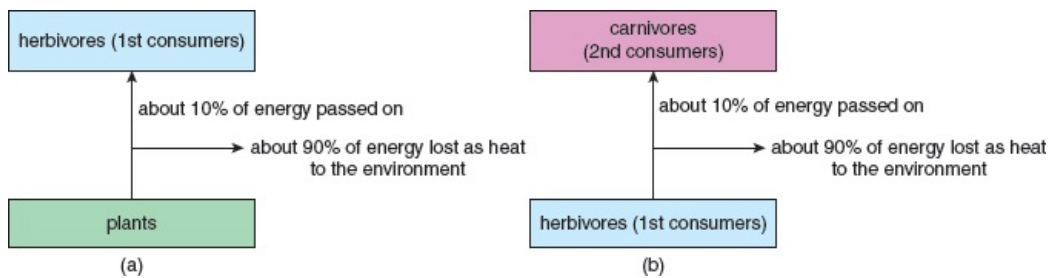 herbivores (1st consumers)
about 10% of energy passed on
about 90% of energy lost as heat
to the environment
plants
(a)
carnivores
(2nd consumers)
about 10% of energy passed on
about 90% of energy lost as heat
to the environment
herbivores (1st consumers)
(b)